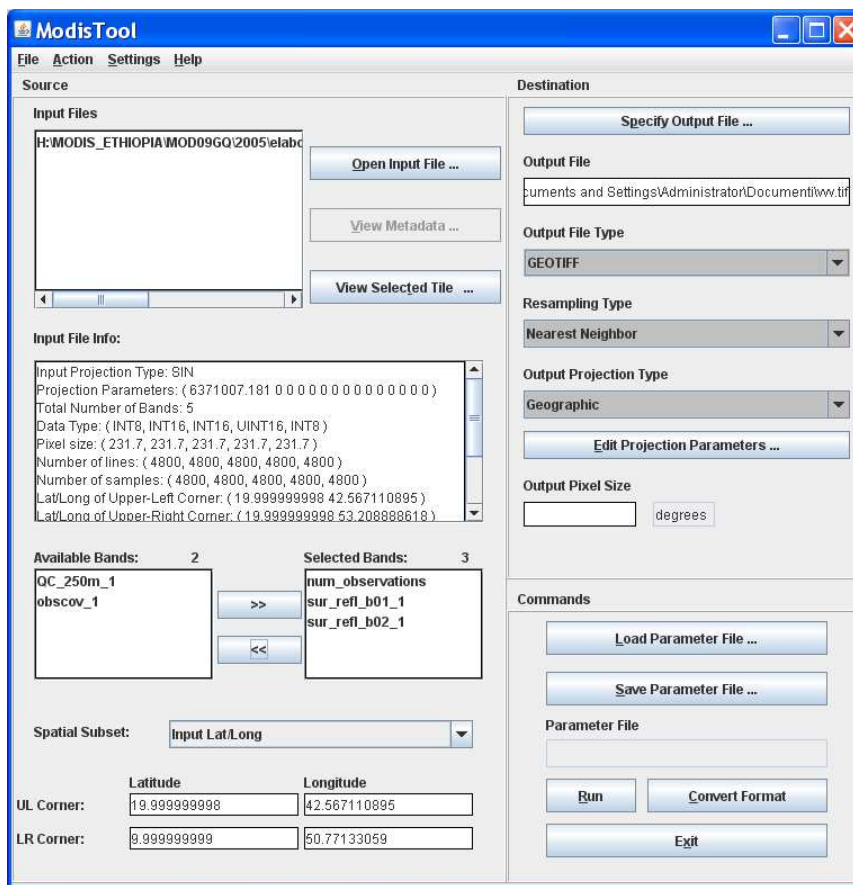 ModisTool
File Action Settings Help
Source
Input Files
H:\MODIS_ETHIOPIA\MOD09GQ\2005\elabo
Open Input File ...
View Metadata ...
View Selected Tile ...
Input File Info:
Input Projection Type: SIN
Projection Parameters: ( 6371007.181 0 0 0 0 0 0 0 0 0 0 0 0 0 0 )
Total Number of Bands: 5
Data Type: ( INT8, INT16, INT16, UINT16, INT8 )
Pixel size: ( 231.7, 231.7, 231.7, 231.7, 231.7 )
Number of lines: ( 4800, 4800, 4800, 4800, 4800 )
Number of samples: ( 4800, 4800, 4800, 4800, 4800 )
Lat/Long of Upper-Left Corner: ( 19.999999998 42.567110895 )
Lat/Long of Upper-Right Corner: ( 19.999999998 53.208888618 )
Available Bands: 2
QC_250m_1
obscov_1
>>
<<
Selected Bands: 3
num_observations
sur_refl_b01_1
sur_refl_b02_1
Spatial Subset: Input Lat/Long
Latitude Longitude
UL Corner: 19.999999998 42.567110895
LR Corner: 9.999999999 50.77133059
Destination
Specify Output File ...
Output File
cuments and Settings\Administrator\Documenti\vv.tif
Output File Type
GEOTIFF
Resampling Type
Nearest Neighbor
Output Projection Type
Geographic
Edit Projection Parameters ...
Output Pixel Size
degrees
Commands
Load Parameter File ...
Save Parameter File ...
Parameter File
Run Convert Format
Exit